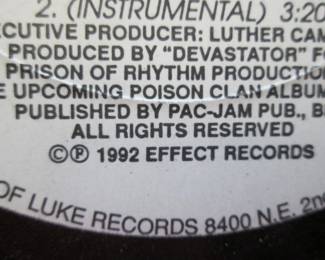 2. (INSTRUMENTAL) 3:20
ECUTIVE PRODUCER: LUTHER CAM
PRODUCED BY "DEVASTATOR" F
PRISON OF RHYTHM PRODUCTION
E UPCOMING POISON CLAN ALBUM
PUBLISHED BY PAC-JAM PUB., B
ALL RIGHTS RESERVED
©℗ 1992 EFFECT RECORDS
OF LUKE RECORDS 8400 N.E. 2n